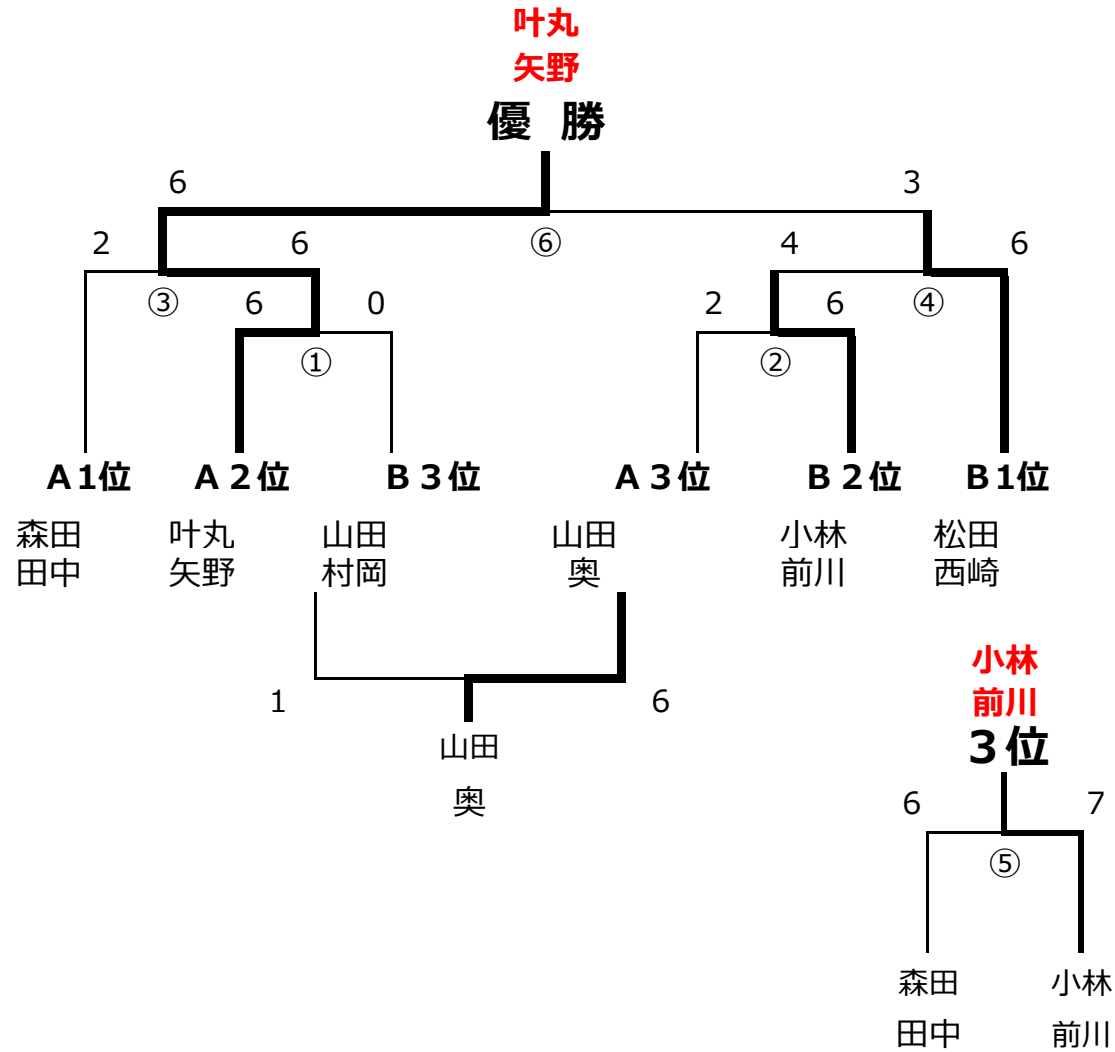 叶丸
矢野
優 勝
6 3
2 6 ⑥ 4 6
③ 6 0 2 6 ④
① ②
A1位 A2位 B3位 A3位 B2位 B1位
森田 叶丸 山田 山田 小林 松田
田中 矢野 村岡 奥 前川 西崎
小林
1 6 前川
山田 3位
奥 6 7
⑤
森田 小林
田中 前川